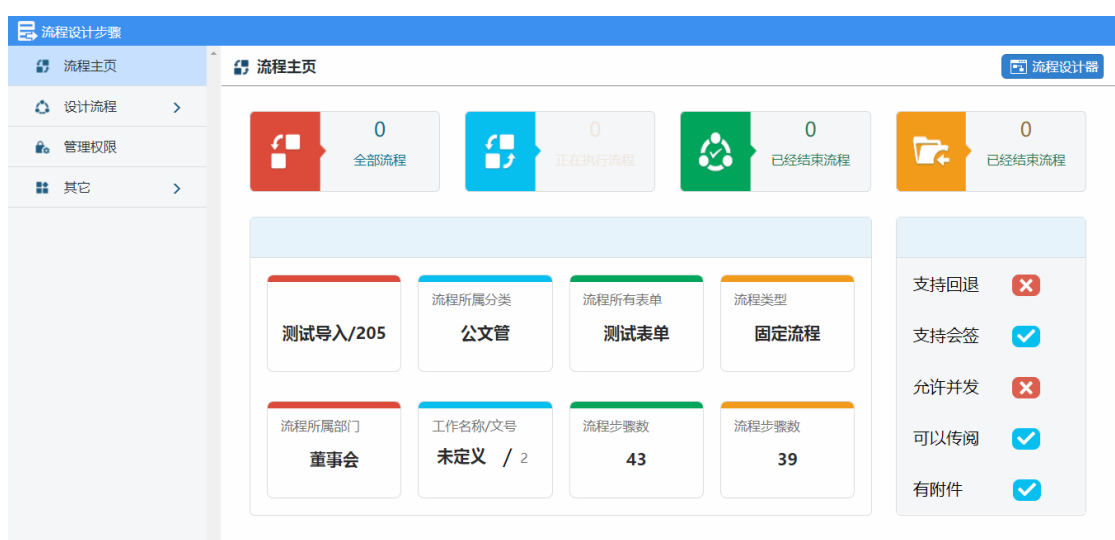 流程设计步骤
流程主页
设计流程
管理权限
其它
流程主页
流程设计器
0
全部流程
0
正在执行流程
0
已经结束流程
0
已经结束流程
测试导入/205
流程所属分类
公文管
流程所有表单
测试表单
流程类型
固定流程
流程所属部门
董事会
工作名称/文号
未定义 / 2
流程步骤数
43
流程步骤数
39
支持回退
支持会签
允许并发
可以传阅
有附件